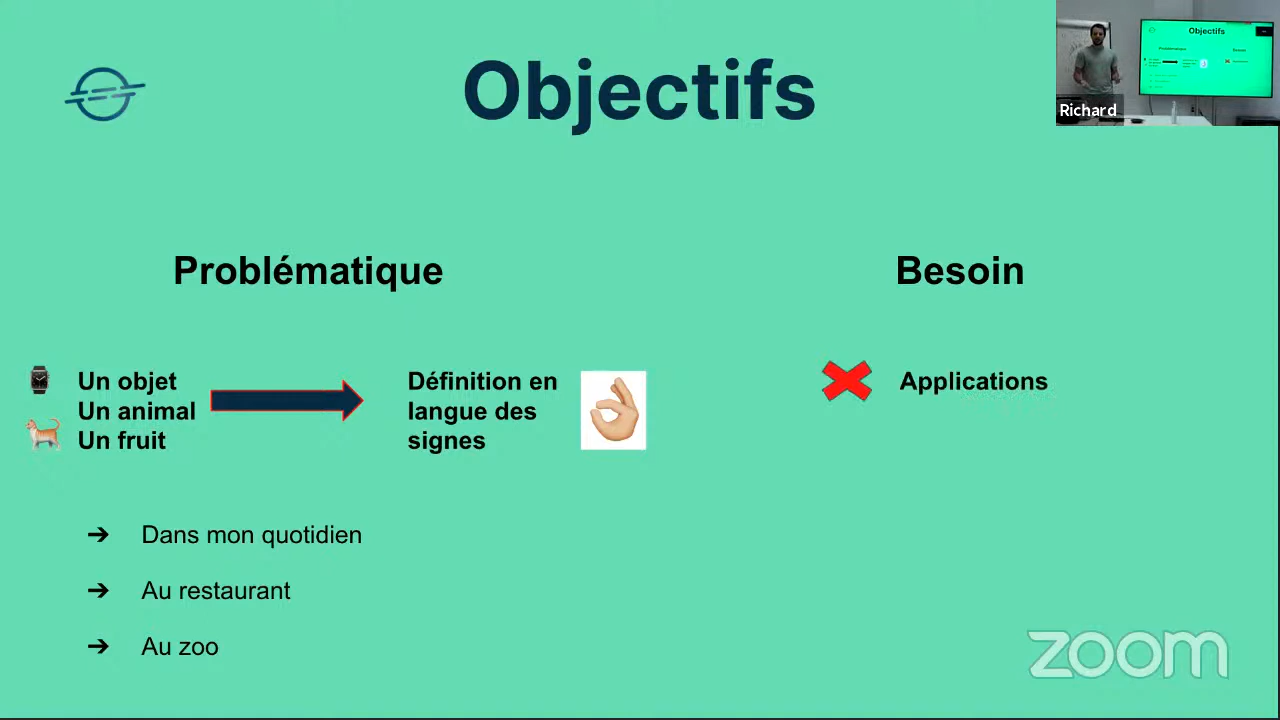 Objectifs
Richard
Problématique
Besoin
Un objet
Un animal
Un fruit
Définition en
langue des
signes
Applications
Dans mon quotidien
Au restaurant
Au zoo
zoom
Objectifs